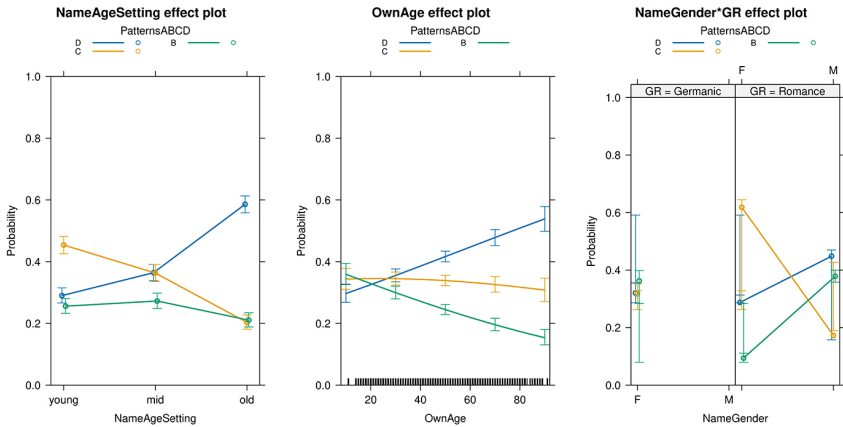 NameAgeSetting effect plot
PatternsABCD
D B
C
1.0
0.8
0.6
0.4
0.2
0.0
Probability
young mid old
NameAgeSetting
OwnAge effect plot
PatternsABCD
D B
C
1.0
0.8
0.6
0.4
0.2
0.0
Probability
20 40 60 80
OwnAge
NameGender*GR effect plot
PatternsABCD
D B
C
F M
GR = Germanic GR = Romance
1.0
0.8
0.6
0.4
0.2
0.0
Probability
F M
NameGender